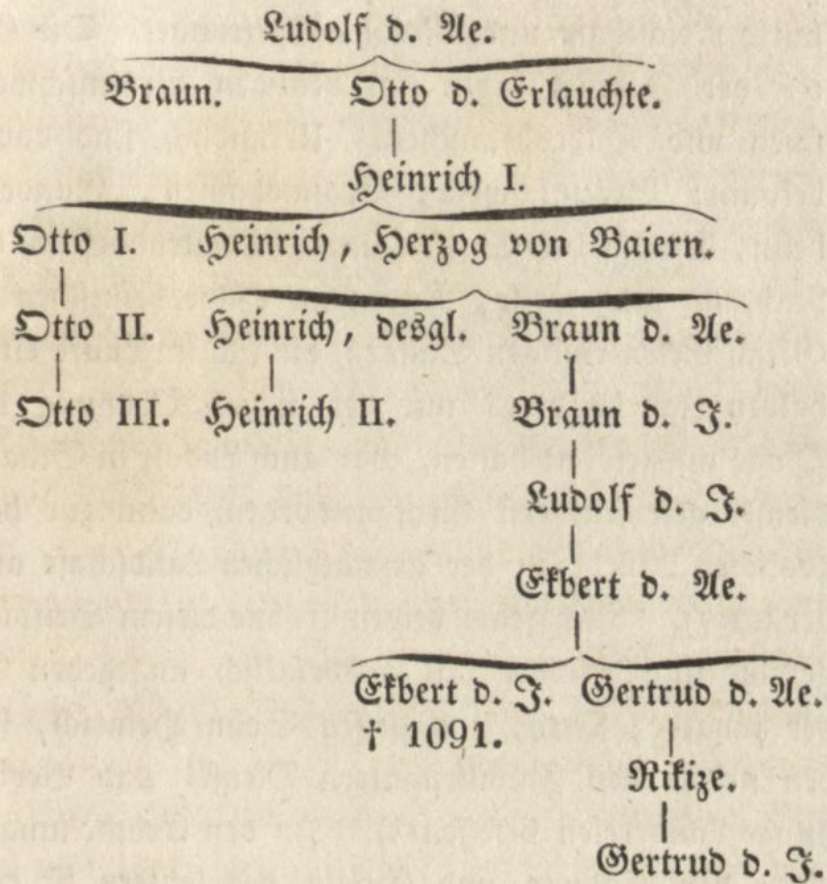 Ludolf d. Ae.
Braun. Otto d. Erlauchte.
Heinrich I.
Otto I. Heinrich, Herzog von Baiern.
Otto II. Heinrich, desgl. Braun d. Ae.
Otto III. Heinrich II. Braun d. J.
Ludolf d. J.
Ekbert d. Ae.
Ekbert d. J. Gertrud d. Ae.
† 1091.
Rikize.
Gertrud d. J.